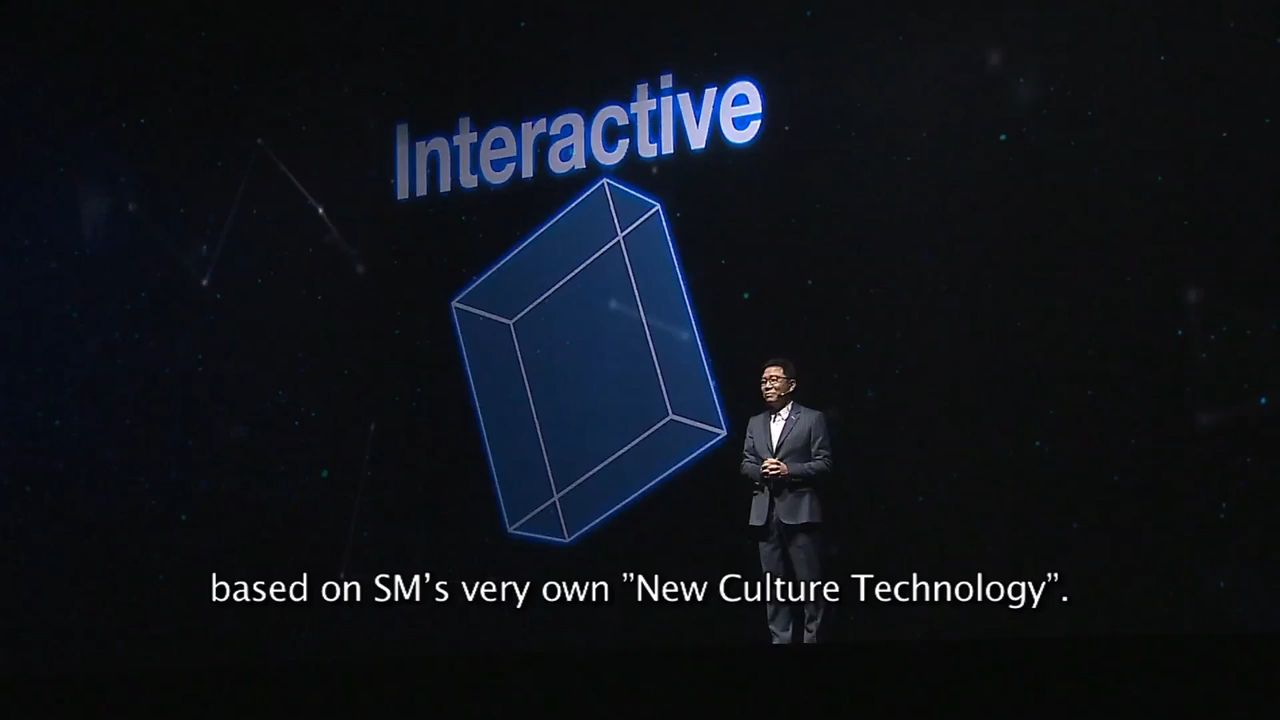 Interactive
based on SM's very own ”New Culture Technology”.